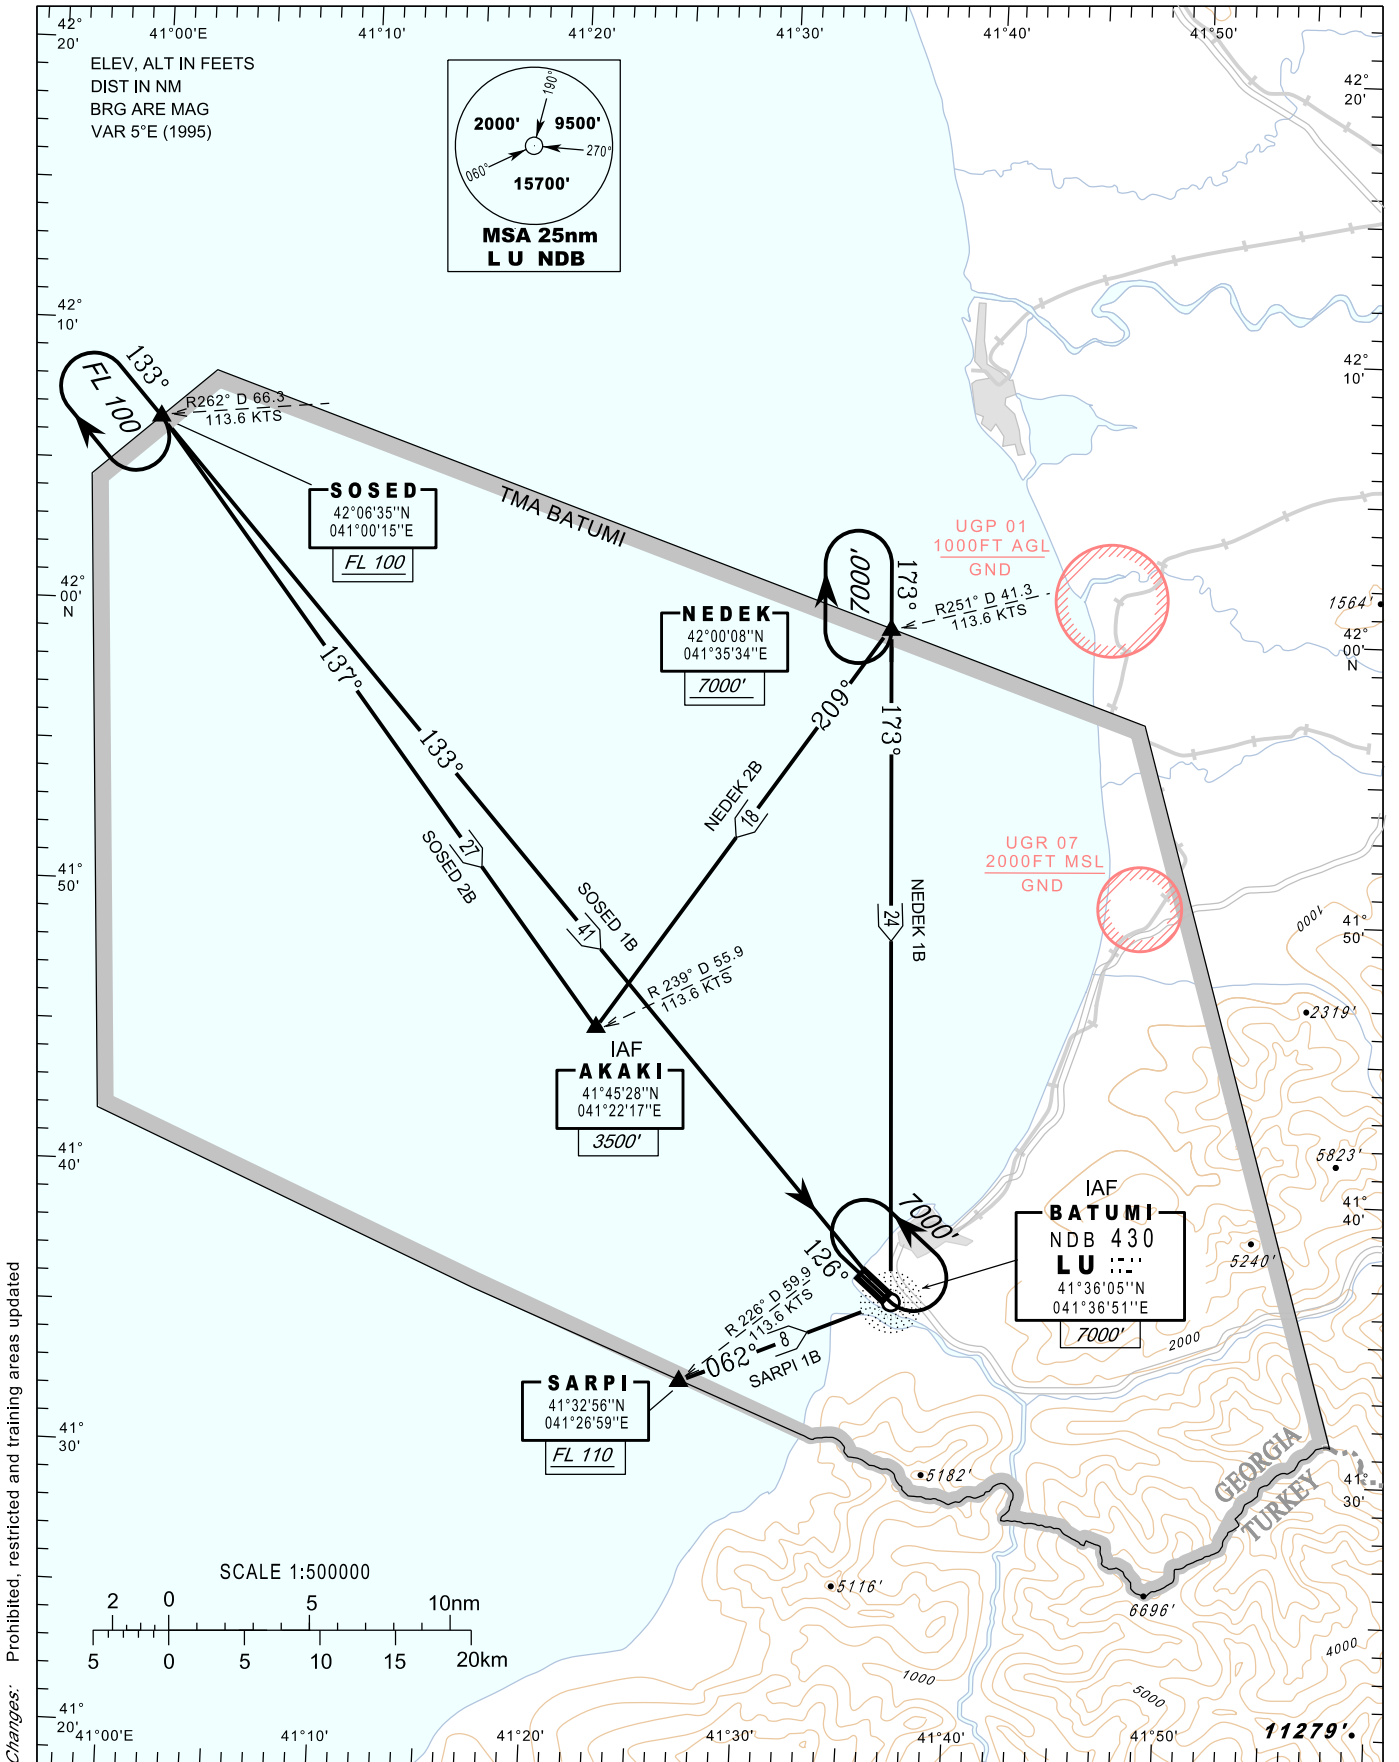 42°
20'
41°00'E
41°10'
41°20'
41°30'
41°40'
41°50'
ELEV, ALT IN FEETS
DIST IN NM
BRG ARE MAG
VAR 5°E (1995)
190°
2000'
9500'
060°
270°
15700'
MSA 25nm
L U NDB
42°
20'
42°
10'
42°
10'
133°
FL 100
R262° D 66.3
113.6 KTS
SOSED
42°06'35"N
041°00'15"E
FL 100
TMA BATUMI
7000'
173°
R251° D 41.3
113.6 KTS
UGP 01
1000FT AGL
GND
NEDEK
42°00'08"N
041°35'34"E
7000'
42°
00'
N
1564'
42°
00'
N
137°
133°
209°
173°
NEDEK 2B
18
27
SOSED 2B
SOSED 1B
41
NEDEK 1B
24
UGR 07
2000FT MSL
GND
41°
50'
1000
41°
50'
R 239° D 55.9
113.6 KTS
2319'
IAF
AKAKI
41°45'28"N
041°22'17"E
3500'
41°
40'
5823'
41°
40'
7000'
126°
IAF
BATUMI
NDB 430
LU
41°36'05"N
041°36'51"E
7000'
5240'
2000
R 226° D 59.9
113.6 KTS
062°
8
SARPI 1B
SARPI
41°32'56"N
041°26'59"E
FL 110
41°
30'
GEORGIA
TURKEY
41°
30'
5182'
5116'
6696'
4000
1000
5000
11279'
SCALE 1:500000
2 0 5 10nm
5 0 5 10 15 20km
41°
20'
41°00'E
41°10'
41°20'
41°30'
41°40'
41°50'
Changes: Prohibited, restricted and training areas updated